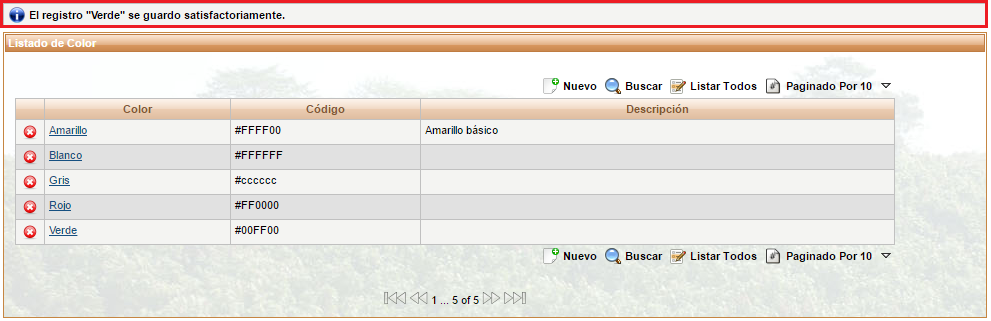 El registro "Verde" se guardo satisfactoriamente.
Listado de Color
Nuevo Buscar Listar Todos # Paginado Por 10
Color Código Descripción
Amarillo #FFFF00 Amarillo básico
Blanco #FFFFFF
Gris #cccccc
Rojo #FF0000
Verde #00FF00
Nuevo Buscar Listar Todos # Paginado Por 10
1 ... 5 of 5